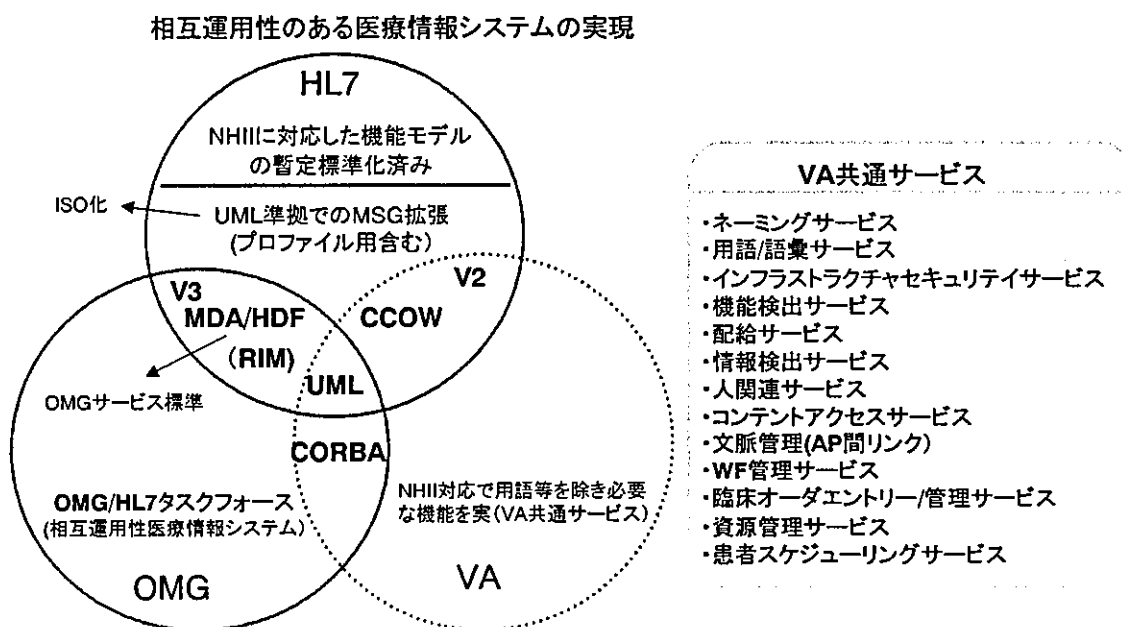 相互運用性のある医療情報システムの実現
HL7
NHIIに対応した機能モデル
の暫定標準化済み
ISO化
UML準拠でのMSG拡張
(プロファイル用含む)
V3
V2
MDA/HDF
CCOW
(RIM)
UML
OMGサービス標準
CORBA
OMG/HL7タスクフォース
(相互運用性医療情報システム)
NHII対応で用語等を除き必要
な機能を実(VA共通サービス)
OMG
VA
VA共通サービス
・ネーミングサービス
・用語/語彙サービス
・インフラストラクチャセキュリテイサービス
・機能検出サービス
・配給サービス
・情報検出サービス
・人関連サービス
・コンテントアクセスサービス
・文脈管理(AP間リンク)
・WF管理サービス
・臨床オーダエントリー/管理サービス
・資源管理サービス
・患者スケジューリングサービス